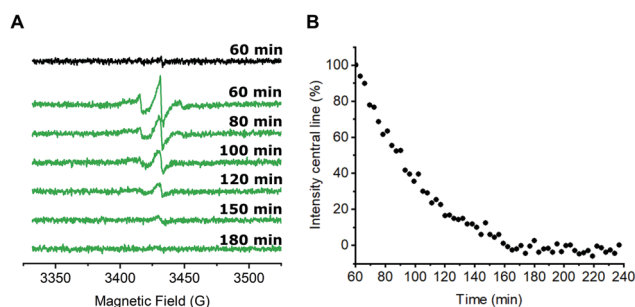 A
60 min
60 min
80 min
100 min
120 min
150 min
180 min
3350 3400 3450 3500
Magnetic Field (G)
B
Intensity central line (%)
100
80
60
40
20
0
60 80 100 120 140 160 180 200 220 240
Time (min)